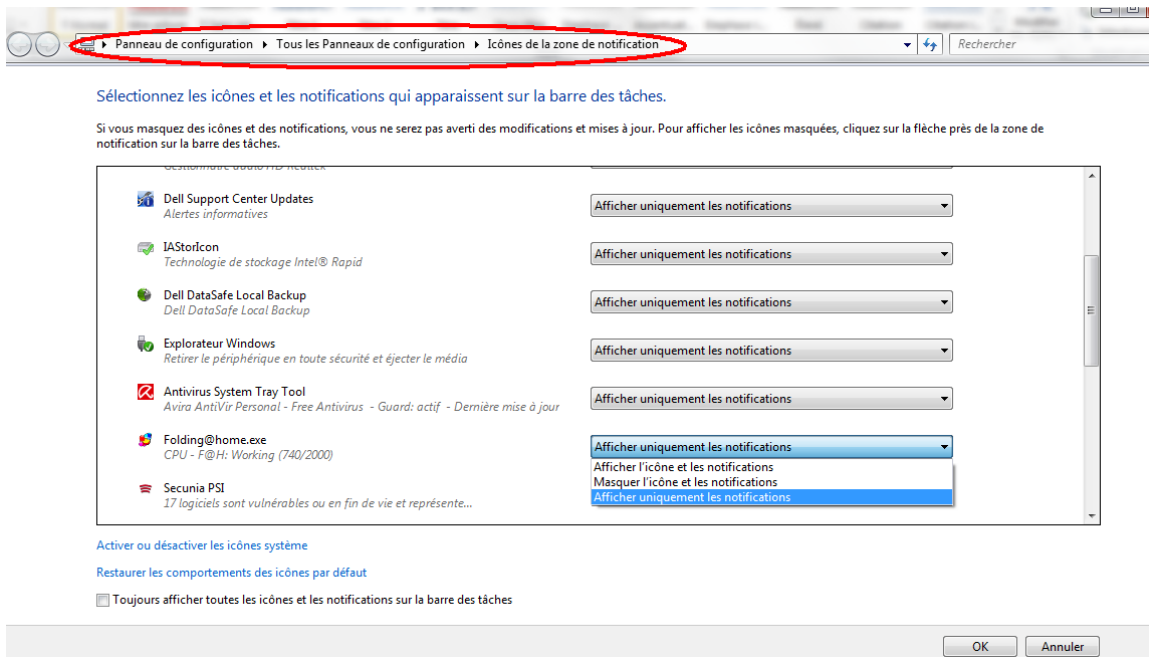 Panneau de configuration ▸ Tous les Panneaux de configuration ▸ Icônes de la zone de notification
Rechercher
Sélectionnez les icônes et les notifications qui apparaissent sur la barre des tâches.
Si vous masquez des icônes et des notifications, vous ne serez pas averti des modifications et mises à jour. Pour afficher les icônes masquées, cliquez sur la flèche près de la zone de
notification sur la barre des tâches.
Gestionnaire audio HD Realtek
Dell Support Center Updates
Alertes informatives
Afficher uniquement les notifications
IAStorIcon
Technologie de stockage Intel® Rapid
Afficher uniquement les notifications
Dell DataSafe Local Backup
Dell DataSafe Local Backup
Afficher uniquement les notifications
Explorateur Windows
Retirer le périphérique en toute sécurité et éjecter le média
Afficher uniquement les notifications
Antivirus System Tray Tool
Avira AntiVir Personal - Free Antivirus - Guard: actif - Dernière mise à jour
Afficher uniquement les notifications
Folding@home.exe
CPU - F@H: Working (740/2000)
Afficher uniquement les notifications
Afficher l'icône et les notifications
Masquer l'icône et les notifications
Afficher uniquement les notifications
Secunia PSI
17 logiciels sont vulnérables ou en fin de vie et représente...
Activer ou désactiver les icônes système
Restaurer les comportements des icônes par défaut
Toujours afficher toutes les icônes et les notifications sur la barre des tâches
OK
Annuler